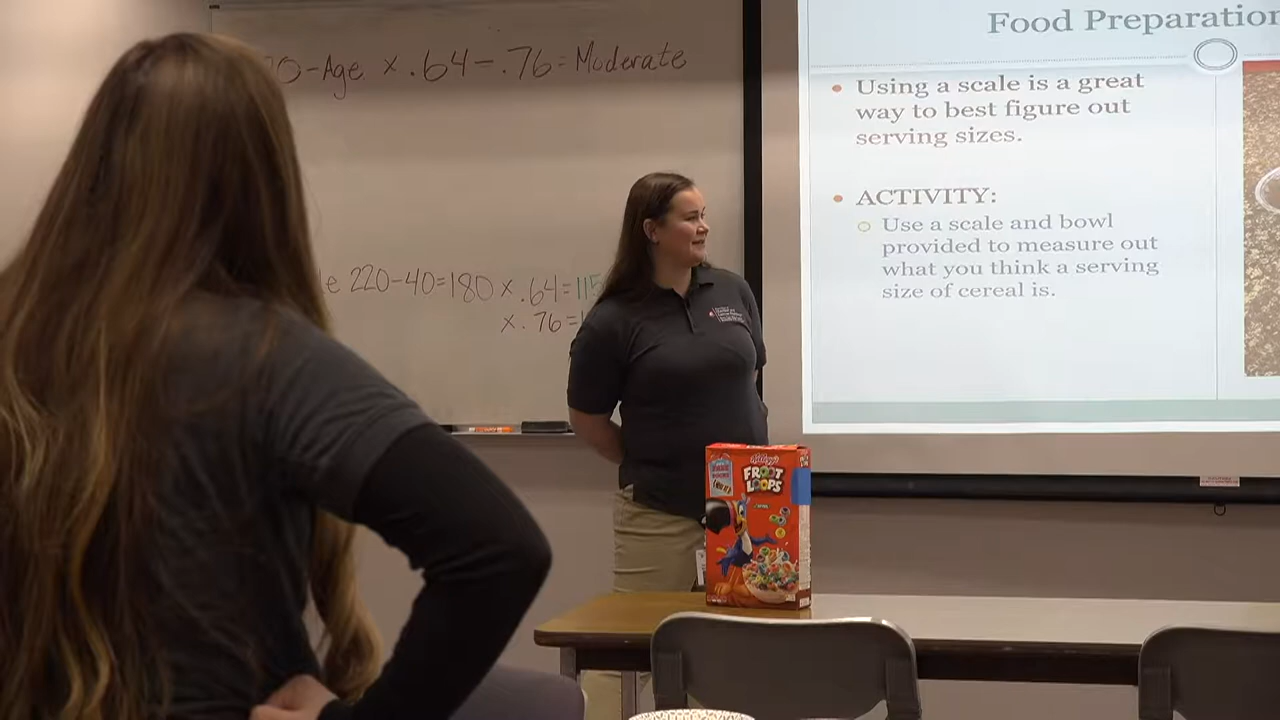 0-Age x .64-.76= Moderate
e 220-40=180 x .64=115
x .76=
Food Preparation
Using a scale is a great
way to best figure out
serving sizes.
ACTIVITY:
Use a scale and bowl
provided to measure out
what you think a serving
size of cereal is.
Kellogg's
FROOT
LOOPS